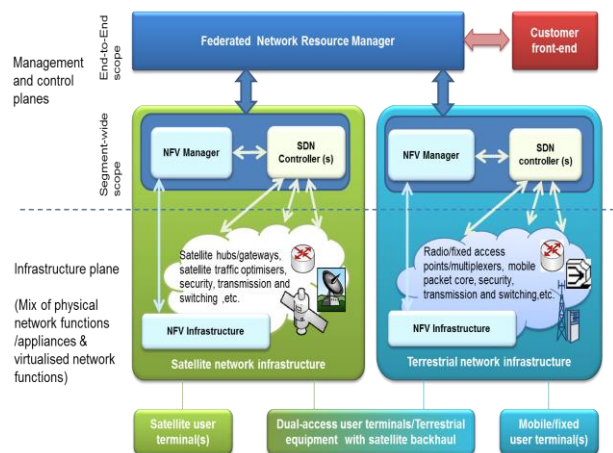 Management
and control
planes
End-to-End
scope
Federated Network Resource Manager
Customer
front-end
Segment-wide
scope
NFV Manager
SDN
Controller (s)
NFV Manager
SDN
controller (s)
Infrastructure plane
(Mix of physical
network functions
/appliances &
virtualised network
functions)
Satellite hubs/gateways,
satellite traffic optimisers,
security, transmission and
switching ,etc.
NFV Infrastructure
Satellite network infrastructure
Radio/fixed access
points/multiplexers, mobile
packet core, security,
transmission and switching,etc.
NFV Infrastructure
Terrestrial network infrastructure
Satellite user
terminal(s)
Dual-access user terminals/Terrestrial
equipment with satellite backhaul
Mobile/fixed
user terminal(s)